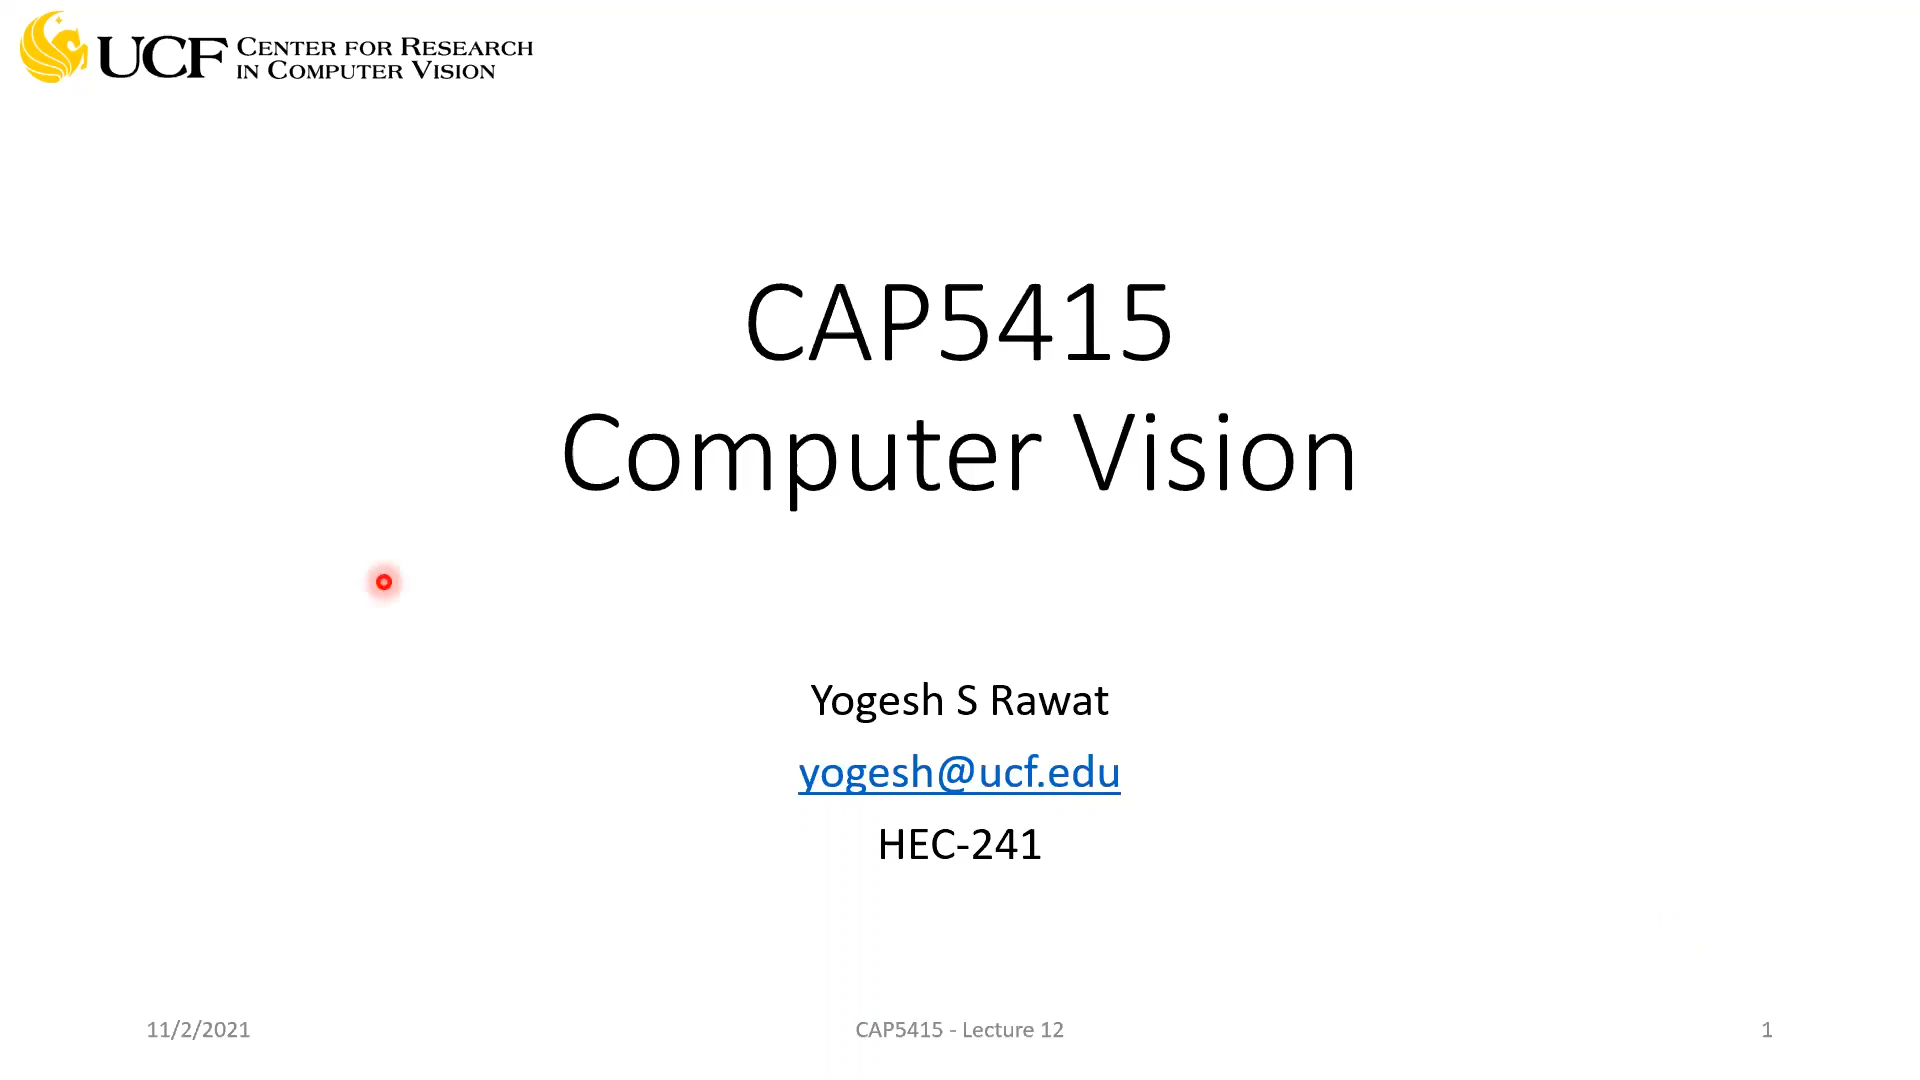 UCF CENTER FOR RESEARCH
IN COMPUTER VISION
CAP5415
Computer Vision
Yogesh S Rawat
yogesh@ucf.edu
HEC-241
11/2/2021
CAP5415 - Lecture 12
1